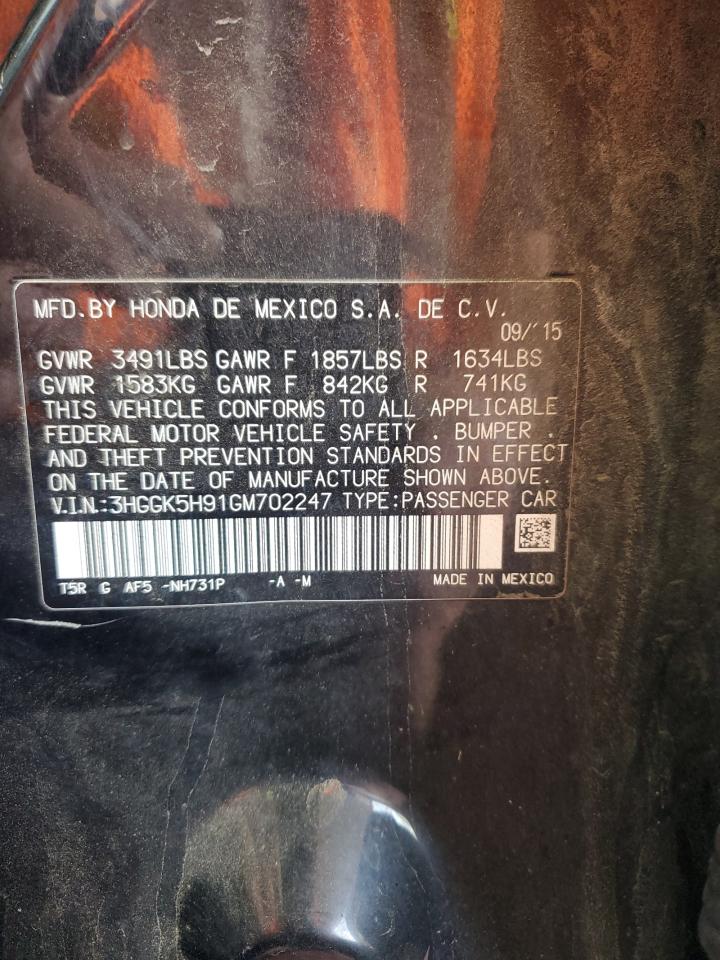 MFD.BY HONDA DE MEXICO S.A. DE C.V.
09/'15
GVWR 3491LBS GAWR F 1857LBS R 1634LBS
GVWR 1583KG GAWR F 842KG R 741KG
THIS VEHICLE CONFORMS TO ALL APPLICABLE
FEDERAL MOTOR VEHICLE SAFETY , BUMPER ,
AND THEFT PREVENTION STANDARDS IN EFFECT
ON THE DATE OF MANUFACTURE SHOWN ABOVE.
V.I.N.:3HGGK5H91GM702247 TYPE:PASSENGER CAR
T5R G AF5 -NH731P -A -M MADE IN MEXICO